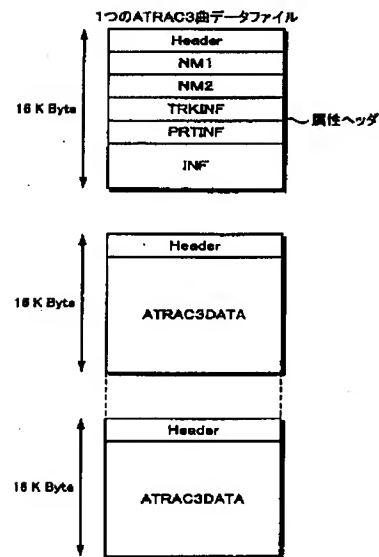 1つのATRAC3曲データファイル
Header
NM1
NM2
TRKINF
PRTINF
INF
16 K Byte
属性ヘッダ
Header
ATRAC3DATA
16 K Byte
Header
ATRAC3DATA
16 K Byte